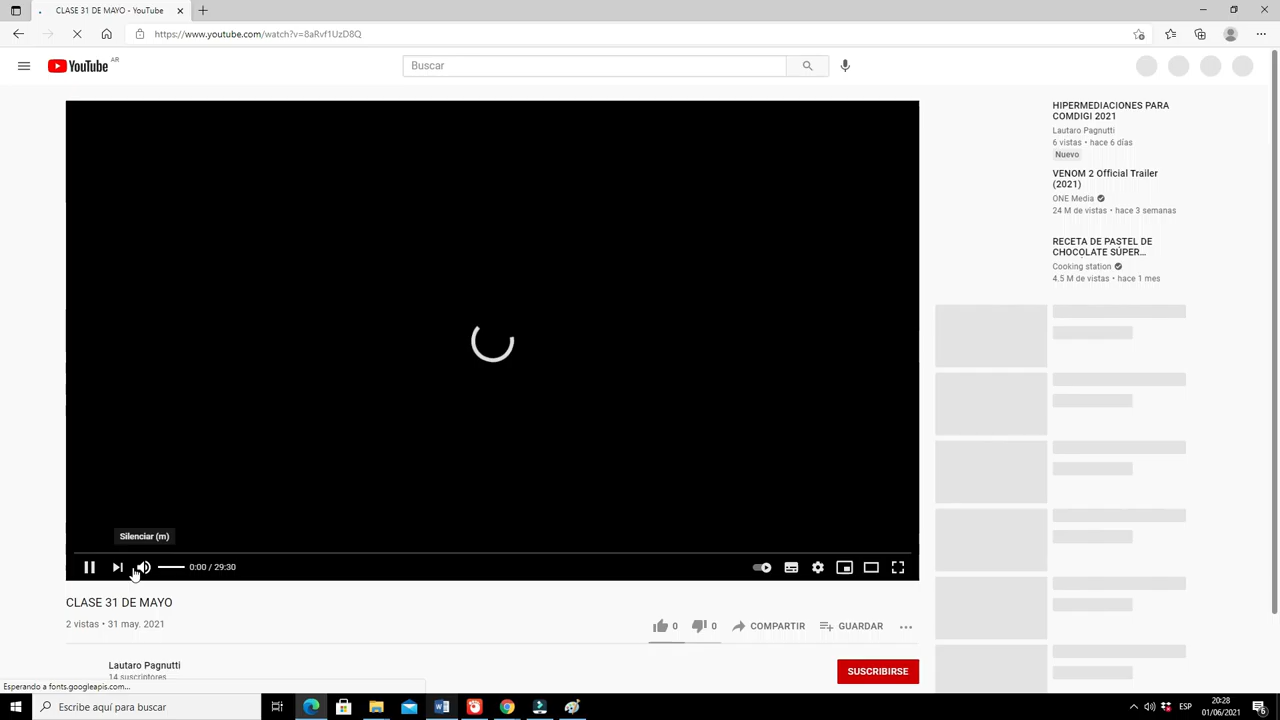 CLASE 31 DE MAYO - YouTube
https://www.youtube.com/watch?v=8aRvf1UzD8Q
YouTube AR
Buscar
HIPERMEDIACIONES PARA
COMDIGI 2021
Lautaro Pagnutti
6 vistas • hace 6 días
Nuevo
VENOM 2 Official Trailer
(2021)
ONE Media
24 M de vistas • hace 3 semanas
RECETA DE PASTEL DE
CHOCOLATE SÚPER...
Cooking station
4.5 M de vistas • hace 1 mes
Silenciar (m)
0:00 / 29:30
CLASE 31 DE MAYO
2 vistas • 31 may. 2021
0
0
COMPARTIR
GUARDAR
Lautaro Pagnutti
14 suscriptores
SUSCRIBIRSE
Esperando a fonts.googleapis.com...
Escribe aquí para buscar
ESP
20:28
01/06/2021
6